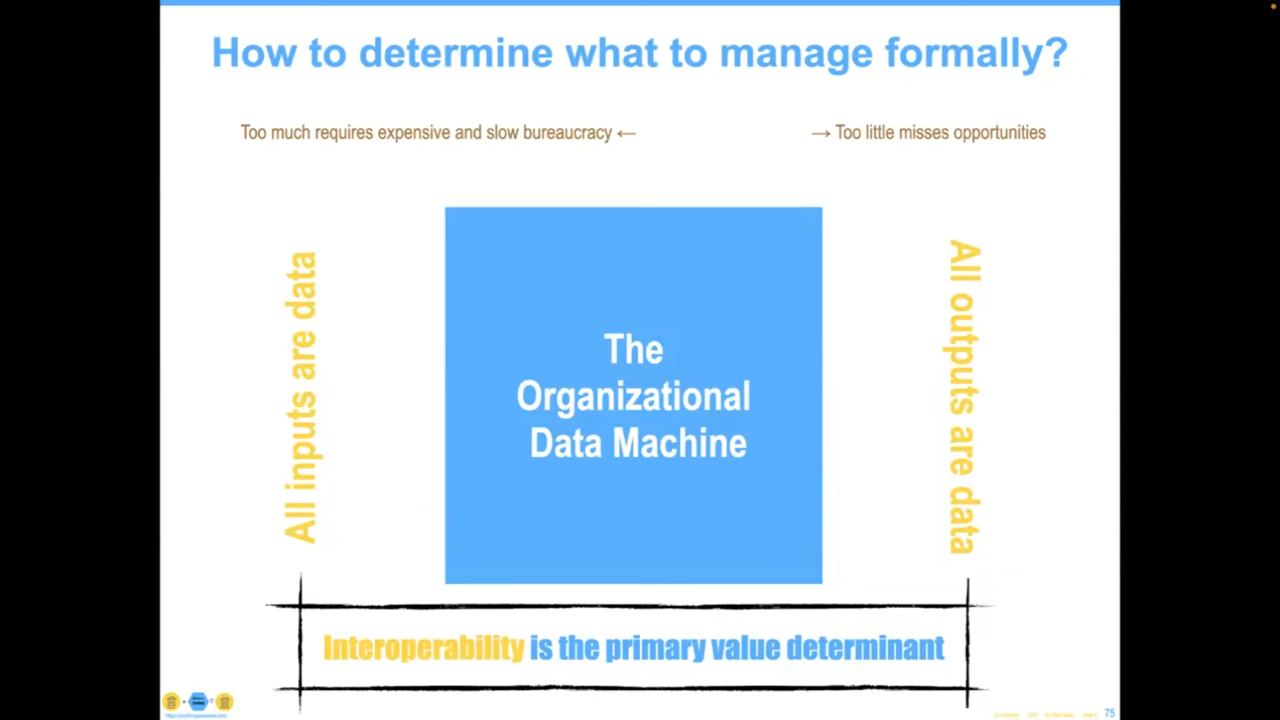 How to determine what to manage formally?
Too much requires expensive and slow bureaucracy ←
→ Too little misses opportunities
All inputs are data
The
Organizational
Data Machine
All outputs are data
Interoperability is the primary value determinant
75